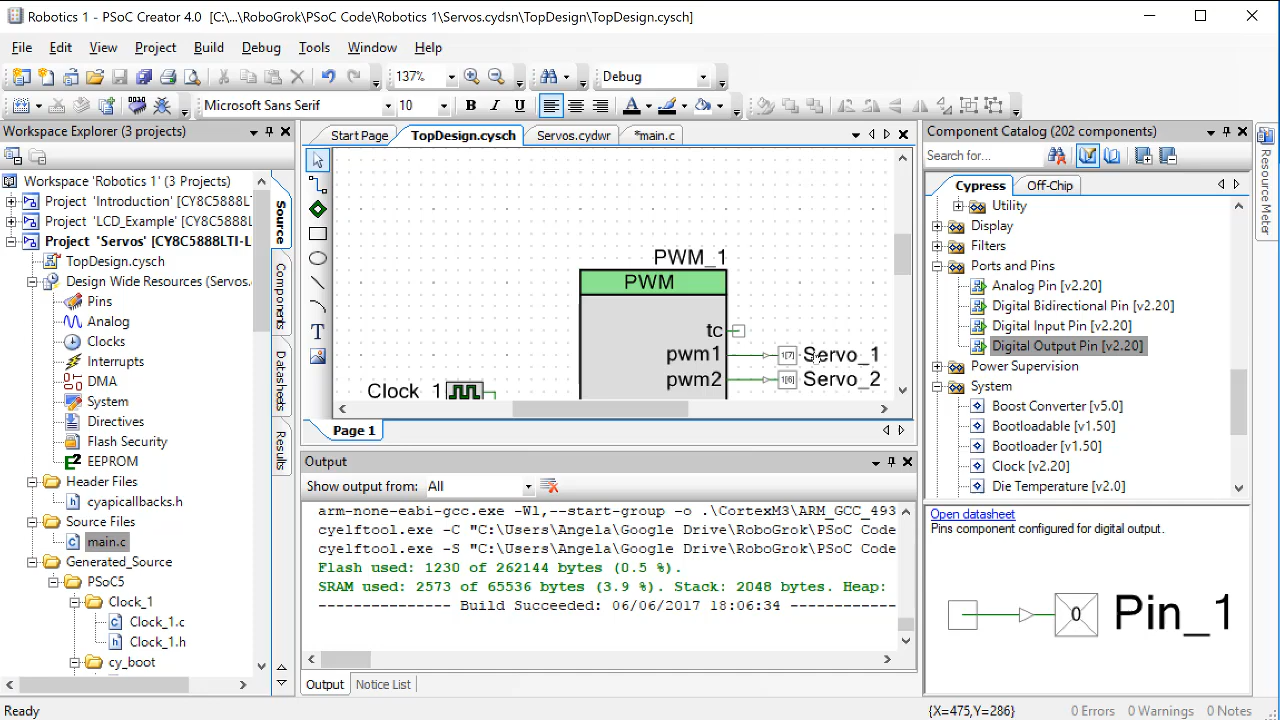 Robotics 1 - PSoC Creator 4.0 [C:\...\RoboGrok\PSoC Code\Robotics 1\Servos.cydsn\TopDesign\TopDesign.cysch]
File Edit View Project Build Debug Tools Window Help
137% Debug
Microsoft Sans Serif 10 B I U A
Workspace Explorer (3 projects)
Workspace 'Robotics 1' (3 Projects)
Project 'Introduction' [CY8C5888L
Project 'LCD_Example' [CY8C5888L
Project 'Servos' [CY8C5888LTI-L
TopDesign.cysch
Design Wide Resources (Servos.
Pins
Analog
Clocks
Interrupts
DMA
System
Directives
Flash Security
EEPROM
Header Files
cyapicallbacks.h
Source Files
main.c
Generated_Source
PSoC5
Clock_1
Clock_1.c
Clock_1.h
cy_boot
Source
Components
Datasheets
Results
Start Page TopDesign.cysch Servos.cydwr *main.c
PWM_1
PWM
tc
pwm1 1[7] Servo_1
pwm2 1[6] Servo_2
Clock_1
Page 1
Output
Show output from: All
arm-none-eabi-gcc.exe -Wl,--start-group -o .\CortexM3\ARM_GCC_493
cyelftool.exe -C "C:\Users\Angela\Google Drive\RoboGrok\PSoC Code
cyelftool.exe -S "C:\Users\Angela\Google Drive\RoboGrok\PSoC Code
Flash used: 1230 of 262144 bytes (0.5 %).
SRAM used: 2573 of 65536 bytes (3.9 %). Stack: 2048 bytes. Heap:
--------------- Build Succeeded: 06/06/2017 18:06:34 ---------------
Output Notice List
Component Catalog (202 components)
Search for...
Cypress Off-Chip
Utility
Display
Filters
Ports and Pins
Analog Pin [v2.20]
Digital Bidirectional Pin [v2.20]
Digital Input Pin [v2.20]
Digital Output Pin [v2.20]
Power Supervision
System
Boost Converter [v5.0]
Bootloadable [v1.50]
Bootloader [v1.50]
Clock [v2.20]
Die Temperature [v2.0]
Open datasheet
Pins component configured for digital output.
0 Pin_1
Resource Meter
Ready {X=475,Y=286} 0 Errors 0 Warnings 0 Notes